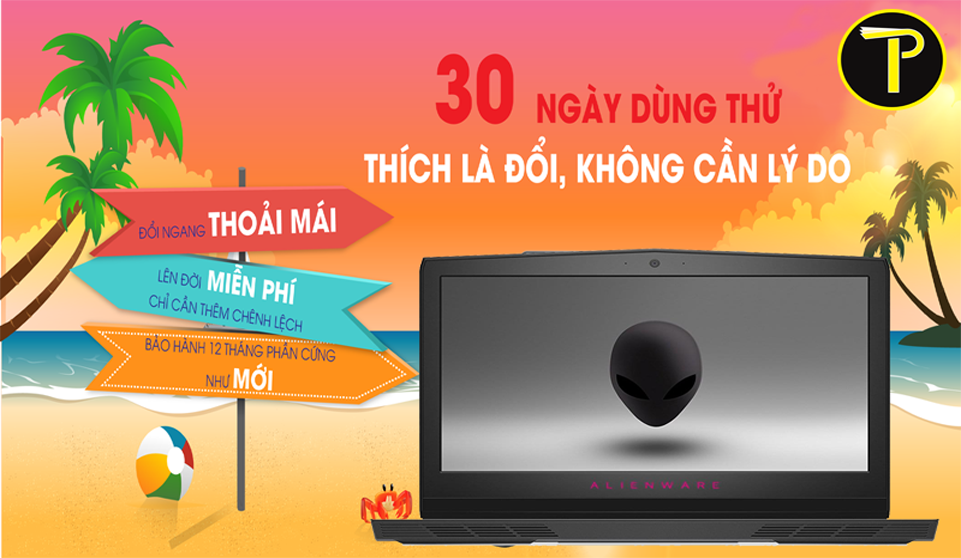 30 NGÀY DÙNG THỬ
THÍCH LÀ ĐỔI, KHÔNG CẦN LÝ DO
ĐỔI NGANG THOẢI MÁI
LÊN ĐỜI MIỄN PHÍ
CHỈ CẦN THÊM CHÊNH LỆCH
BẢO HÀNH 12 THÁNG PHẦN CỨNG
NHƯ MỚI
ALIENWARE
TP